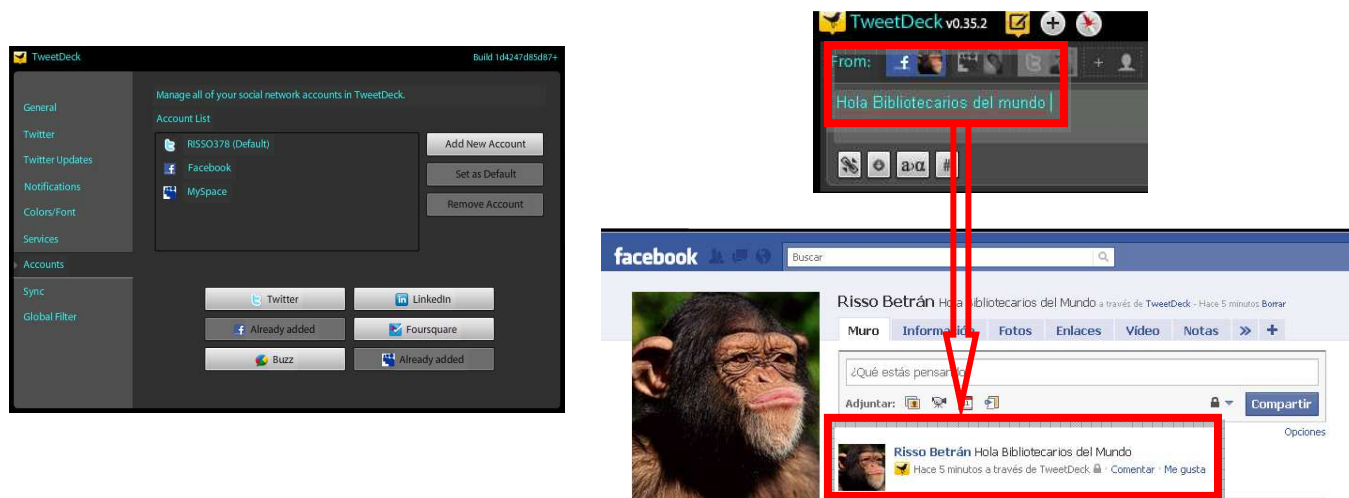 TweetDeck
Build 1d4247d85d87+
General
Twitter
Twitter Updates
Notifications
Colors/Font
Services
Accounts
Sync
Global Filter
Manage all of your social network accounts in TweetDeck.
Account List
RISSO378 (Default)
Facebook
MySpace
Add New Account
Set as Default
Remove Account
Twitter
LinkedIn
Already added
Foursquare
Buzz
Already added
TweetDeck v0.35.2
From:
Hola Bibliotecarios del mundo
a›α #
facebook
Buscar
Risso Betrán Hola Bibliotecarios del Mundo a través de TweetDeck - Hace 5 minutos Borrar
Muro Información Fotos Enlaces Vídeo Notas »
¿Qué estás pensando
Adjuntar:
Compartir
Opciones
Risso Betrán Hola Bibliotecarios del Mundo
Hace 5 minutos a través de TweetDeck · Comentar · Me gusta